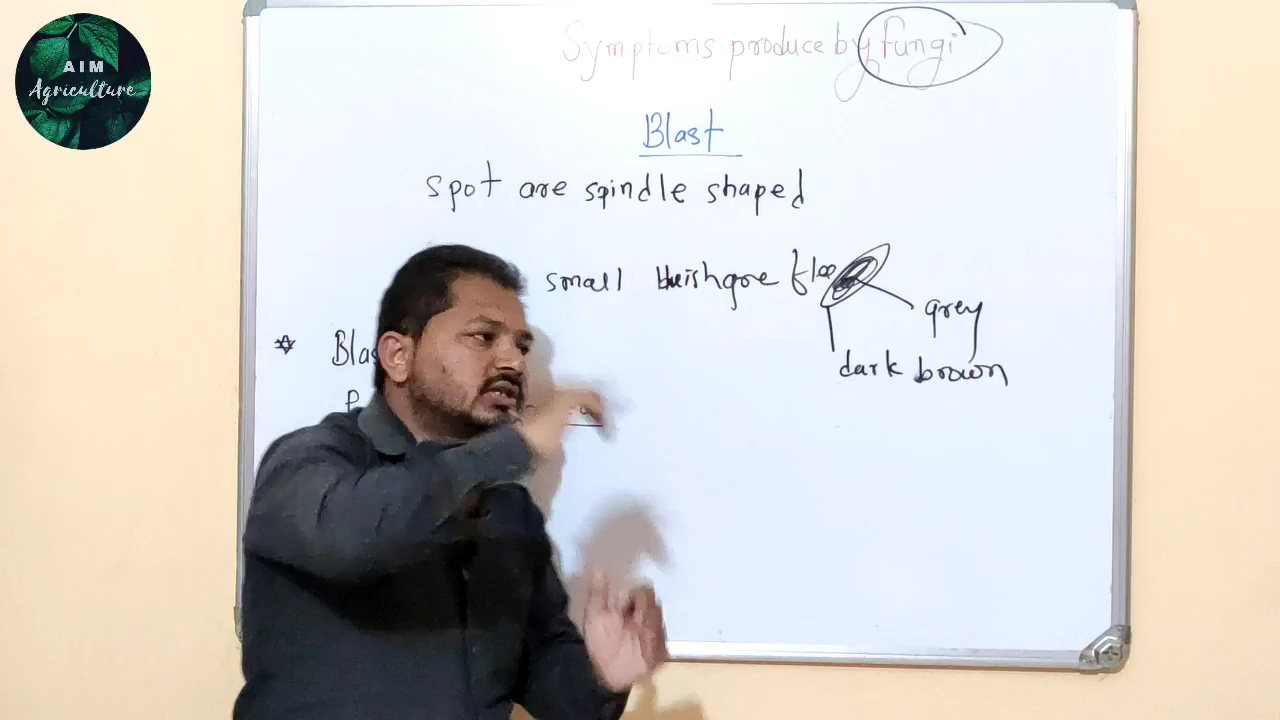 AIM
Agriculture
Symptoms produce by fungi
Blast
spot are spindle shaped
small
grey
dark brown